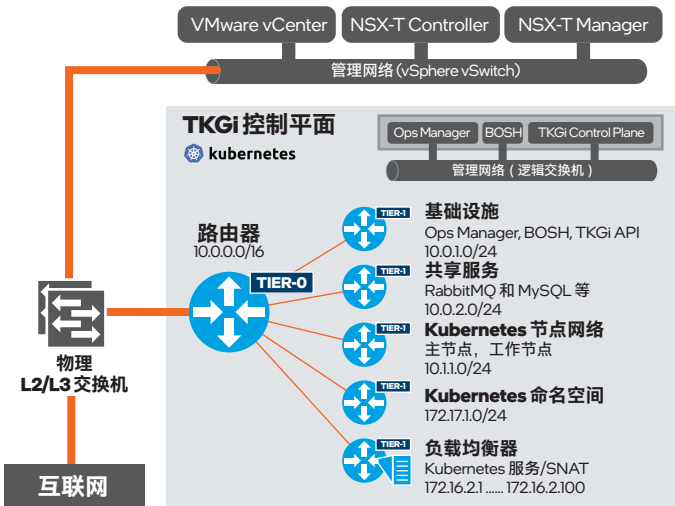 VMware vCenter
NSX-T Controller
NSX-T Manager
管理网络(vSphere vSwitch)
TKGi 控制平面
kubernetes
Ops Manager
BOSH
TKGi Control Plane
管理网络(逻辑交换机)
路由器
10.0.0.0/16
TIER-0
TIER-1
基础设施
Ops Manager, BOSH, TKGi API
10.0.1.0/24
TIER-1
共享服务
RabbitMQ 和 MySQL 等
10.0.2.0/24
TIER-1
Kubernetes 节点网络
主节点，工作节点
10.1.1.0/24
TIER-1
Kubernetes 命名空间
172.17.1.0/24
TIER-1
负载均衡器
Kubernetes 服务/SNAT
172.16.2.1 ...... 172.16.2.100
物理
L2/L3 交换机
互联网